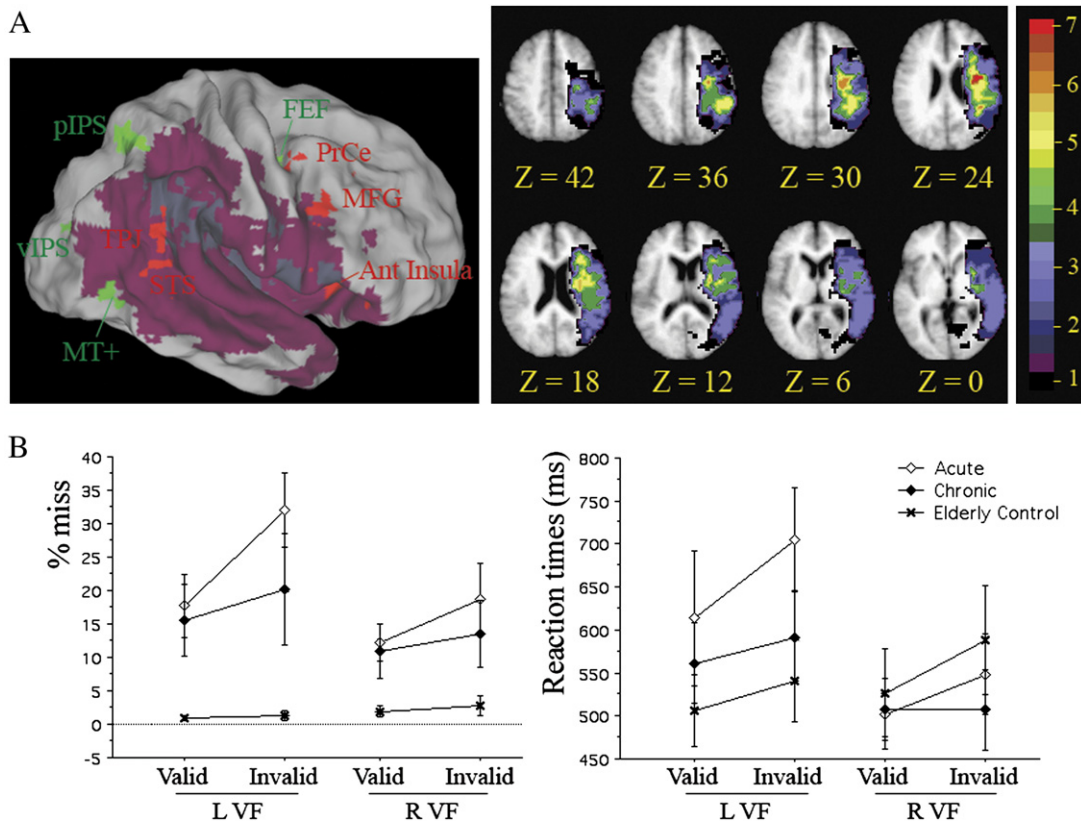 A
pIPS
FEF
PrCe
MFG
vIPS
TPJ
STS
Ant Insula
MT+
Z = 42
Z = 36
Z = 30
Z = 24
Z = 18
Z = 12
Z = 6
Z = 0
7
6
5
4
3
2
1
B
% miss
40
35
30
25
20
15
10
5
0
-5
Valid Invalid Valid Invalid
L VF R VF
Reaction times (ms)
800
750
700
650
600
550
500
450
Acute
Chronic
Elderly Control
Valid Invalid Valid Invalid
L VF R VF